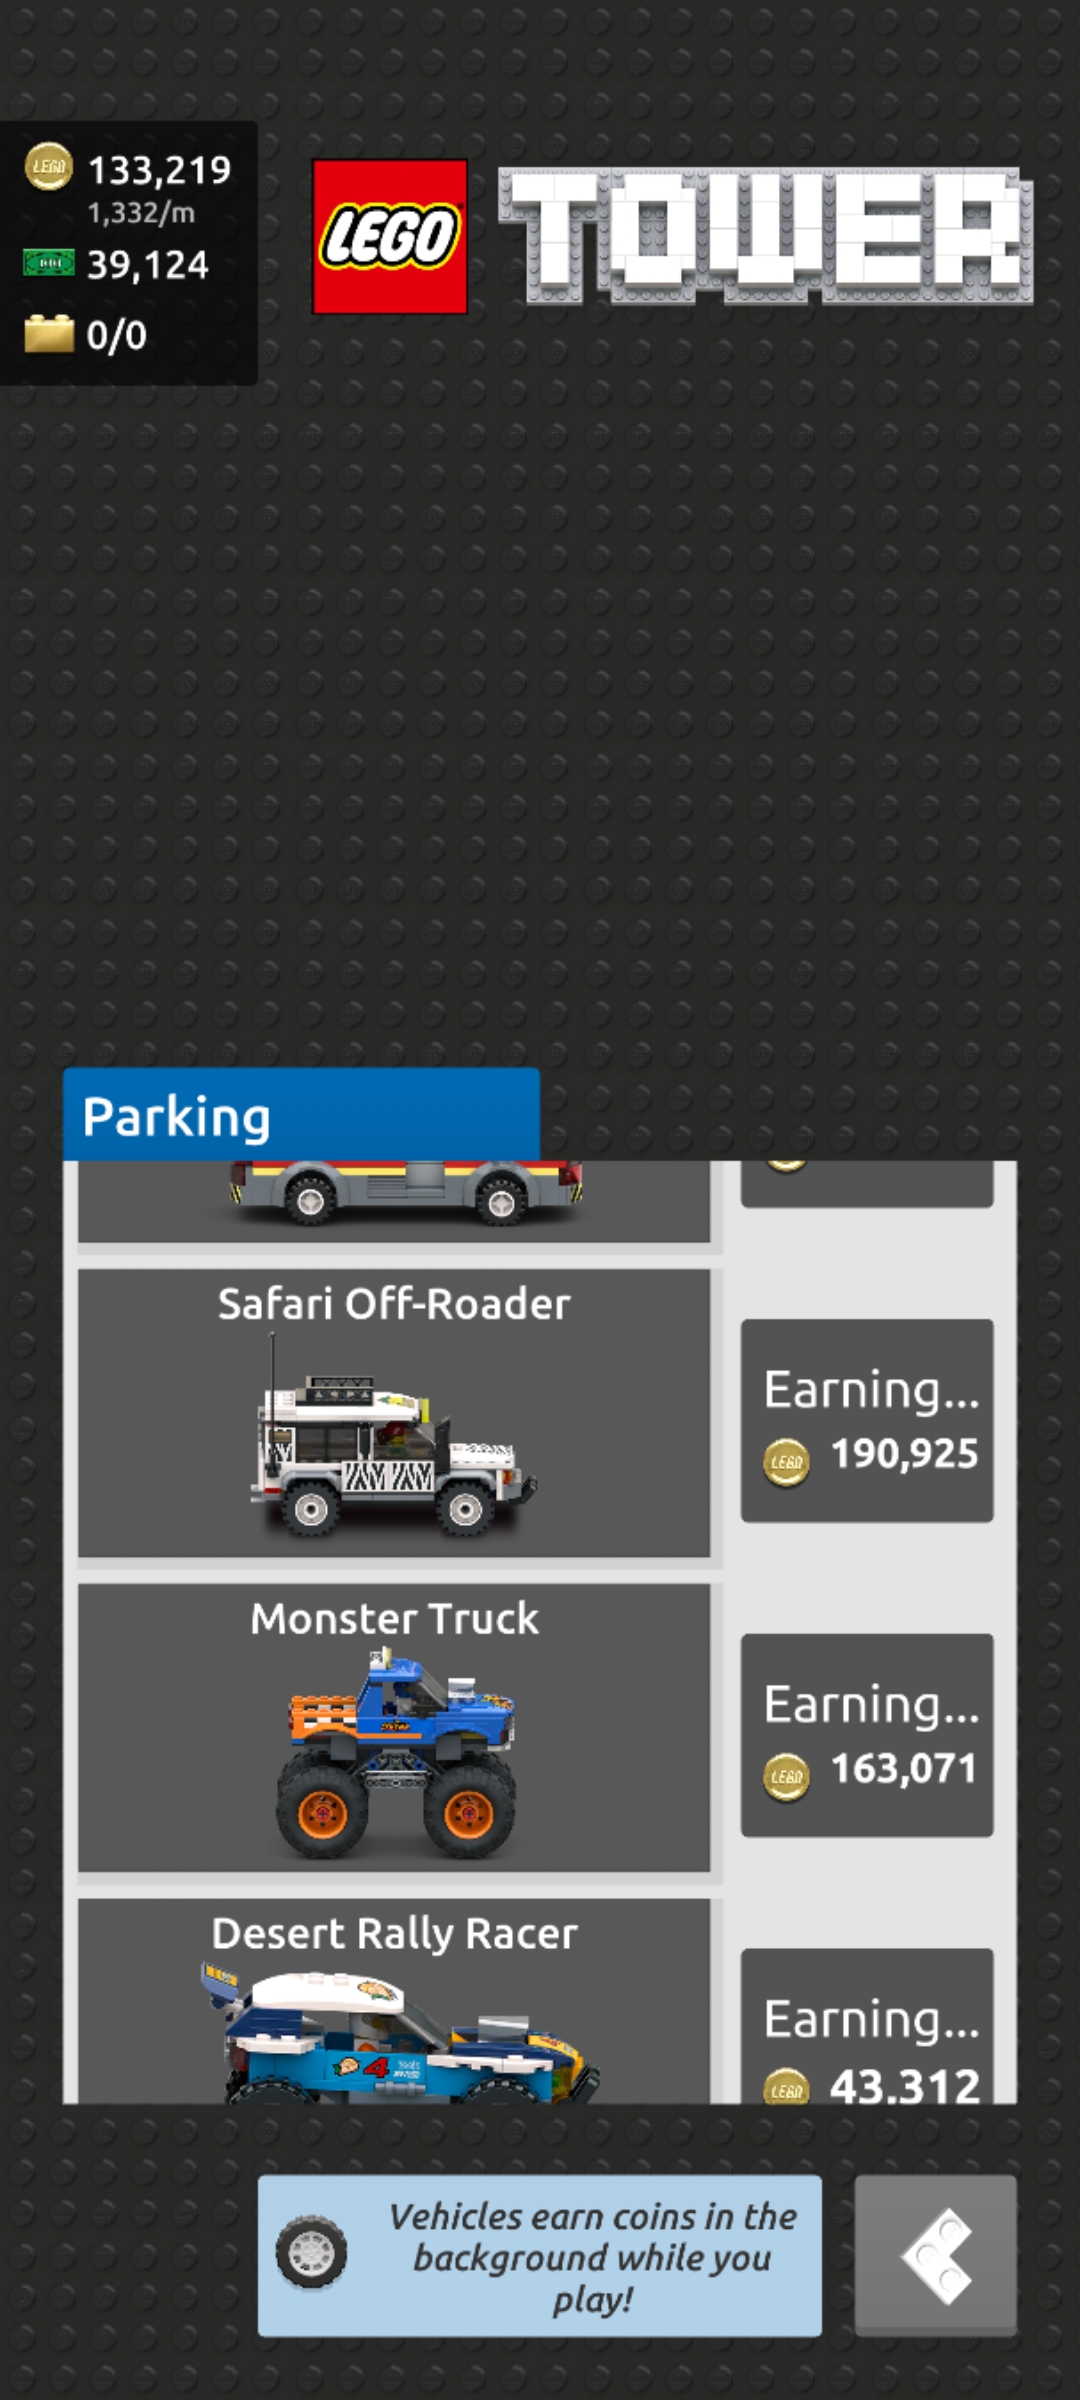 133,219
1,332/m
39,124
0/0
LEGO TOWER
Parking
Safari Off-Roader
Earning...
190,925
Monster Truck
Earning...
163,071
Desert Rally Racer
4
Earning...
43,312
Vehicles earn coins in the
background while you
play!